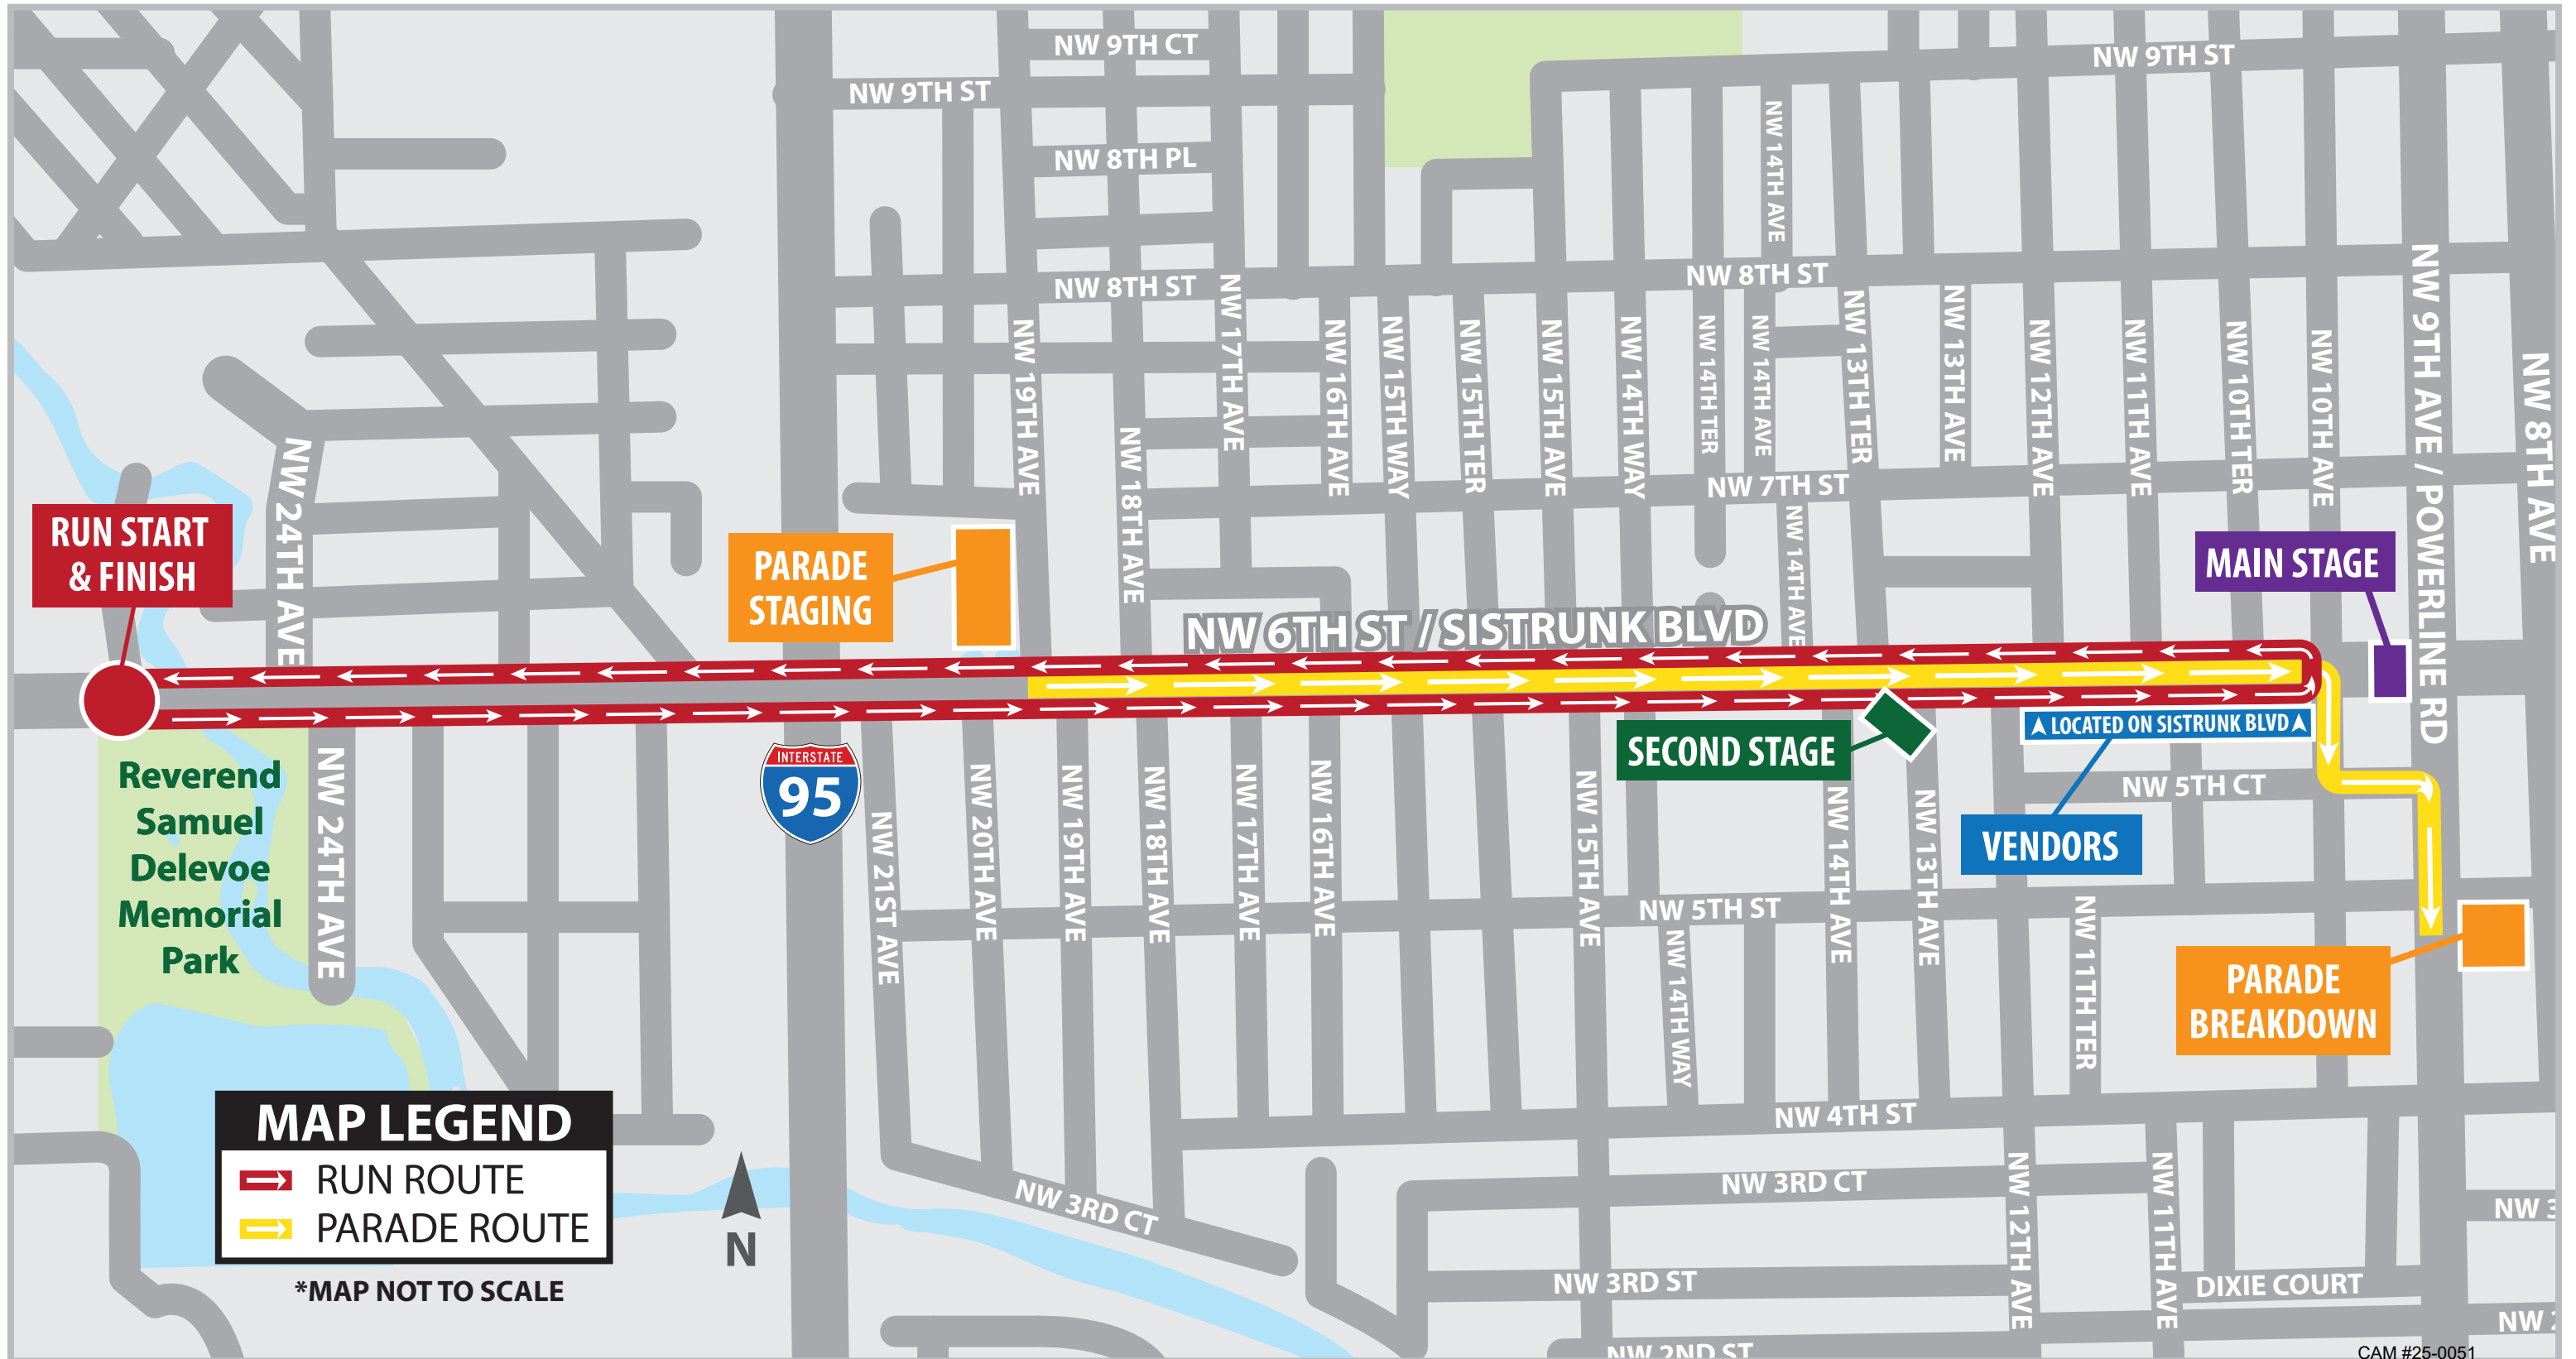 NW 9TH CT
NW 9TH ST
NW 9TH ST
NW 8TH PL
NW 14TH AVE
NW 8TH ST
NW 8TH ST
NW 19TH AVE
NW 18TH AVE
NW 17TH AVE
NW 16TH AVE
NW 15TH WAY
NW 15TH TER
NW 15TH AVE
NW 14TH WAY
NW 14TH TER
NW 14TH AVE
NW 13TH TER
NW 13TH AVE
NW 12TH AVE
NW 11TH AVE
NW 10TH TER
NW 10TH AVE
NW 9TH AVE / POWERLINE RD
NW 8TH AVE
NW 24TH AVE
NW 7TH ST
NW 14TH AVE
RUN START
& FINISH
PARADE
STAGING
MAIN STAGE
NW 6TH ST / SISTRUNK BLVD
SECOND STAGE
LOCATED ON SISTRUNK BLVD
VENDORS
NW 5TH CT
INTERSTATE
95
Reverend
Samuel
Delevoe
Memorial
Park
NW 24TH AVE
NW 21ST AVE
NW 20TH AVE
NW 19TH AVE
NW 18TH AVE
NW 17TH AVE
NW 16TH AVE
NW 15TH AVE
NW 14TH AVE
NW 13TH AVE
NW 5TH ST
NW 14TH WAY
NW 11TH TER
PARADE
BREAKDOWN
NW 4TH ST
NW 3RD CT
NW 3RD CT
NW 12TH AVE
NW 11TH AVE
NW 3
NW 3RD ST
DIXIE COURT
NW 2
NW 2ND ST
MAP LEGEND
RUN ROUTE
PARADE ROUTE
*MAP NOT TO SCALE
N
CAM #25-0051